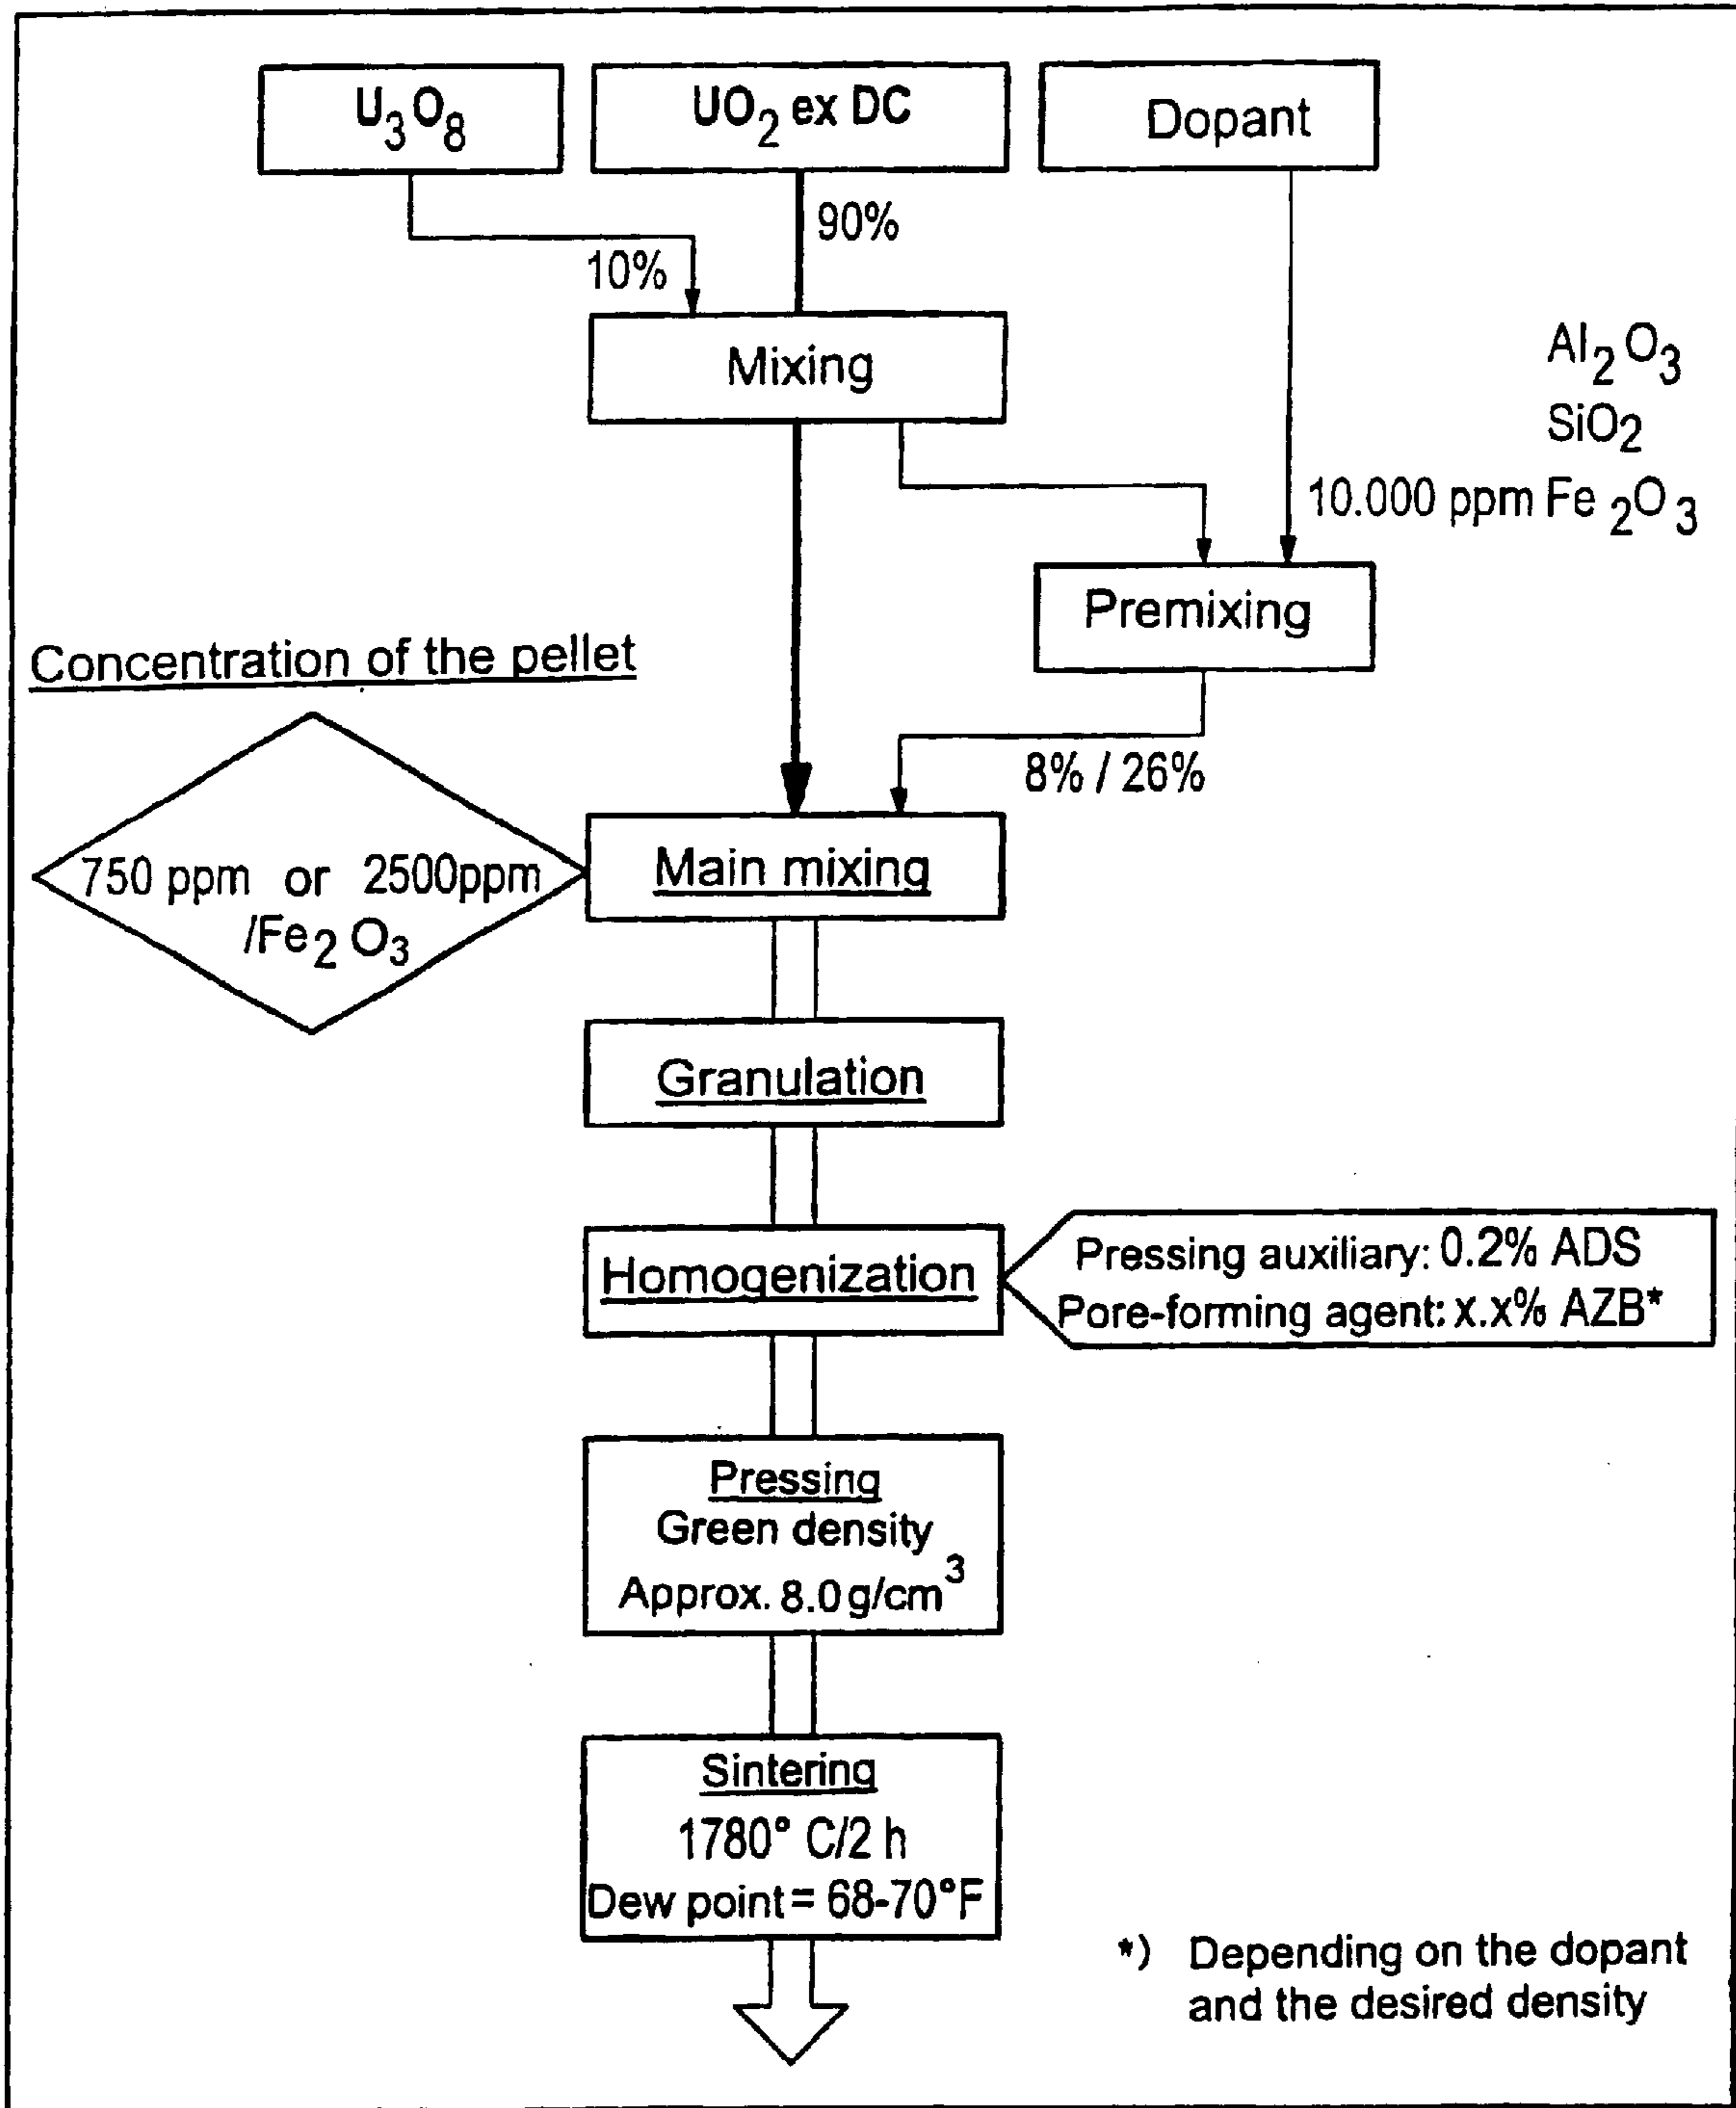 U3O8
UO2 ex DC
Dopant
90%
10%
Mixing
Al2O3
SiO2
10.000 ppm Fe2O3
Premixing
Concentration of the pellet
8% / 26%
750 ppm or 2500ppm
/Fe2O3
Main mixing
Granulation
Homogenization
Pressing auxiliary: 0.2% ADS
Pore-forming agent: x.x% AZB*
Pressing
Green density
Approx. 8.0 g/cm3
Sintering
1780° C/2 h
Dew point = 68-70°F
*) Depending on the dopant
and the desired density